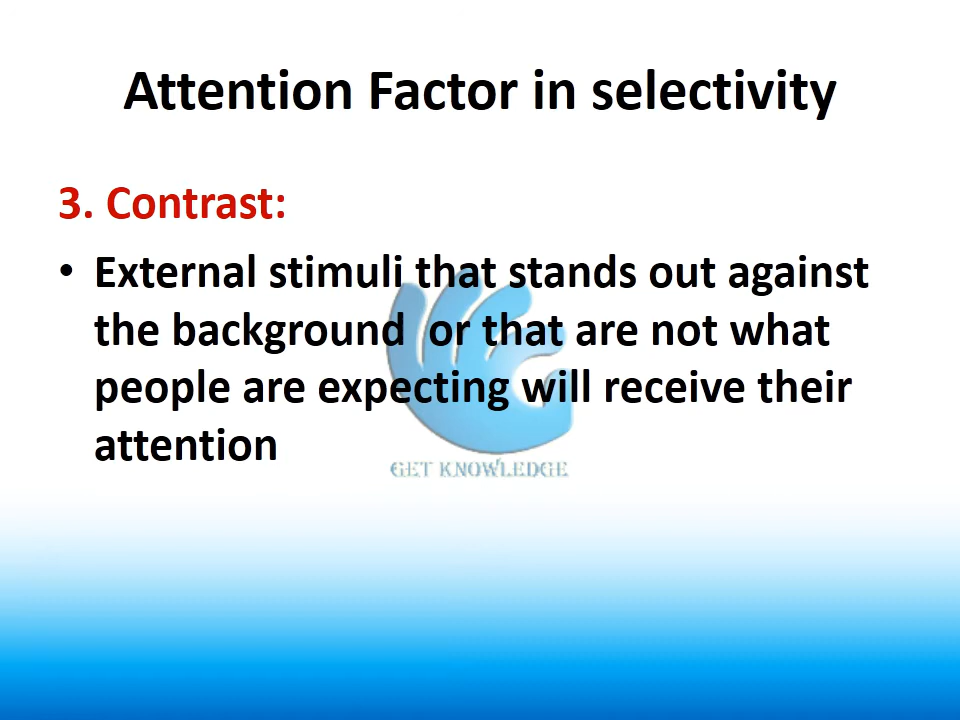 Attention Factor in selectivity
3. Contrast:
• External stimuli that stands out against
the background  or that are not what
people are expecting will receive their
attention
GET KNOWLEDGE